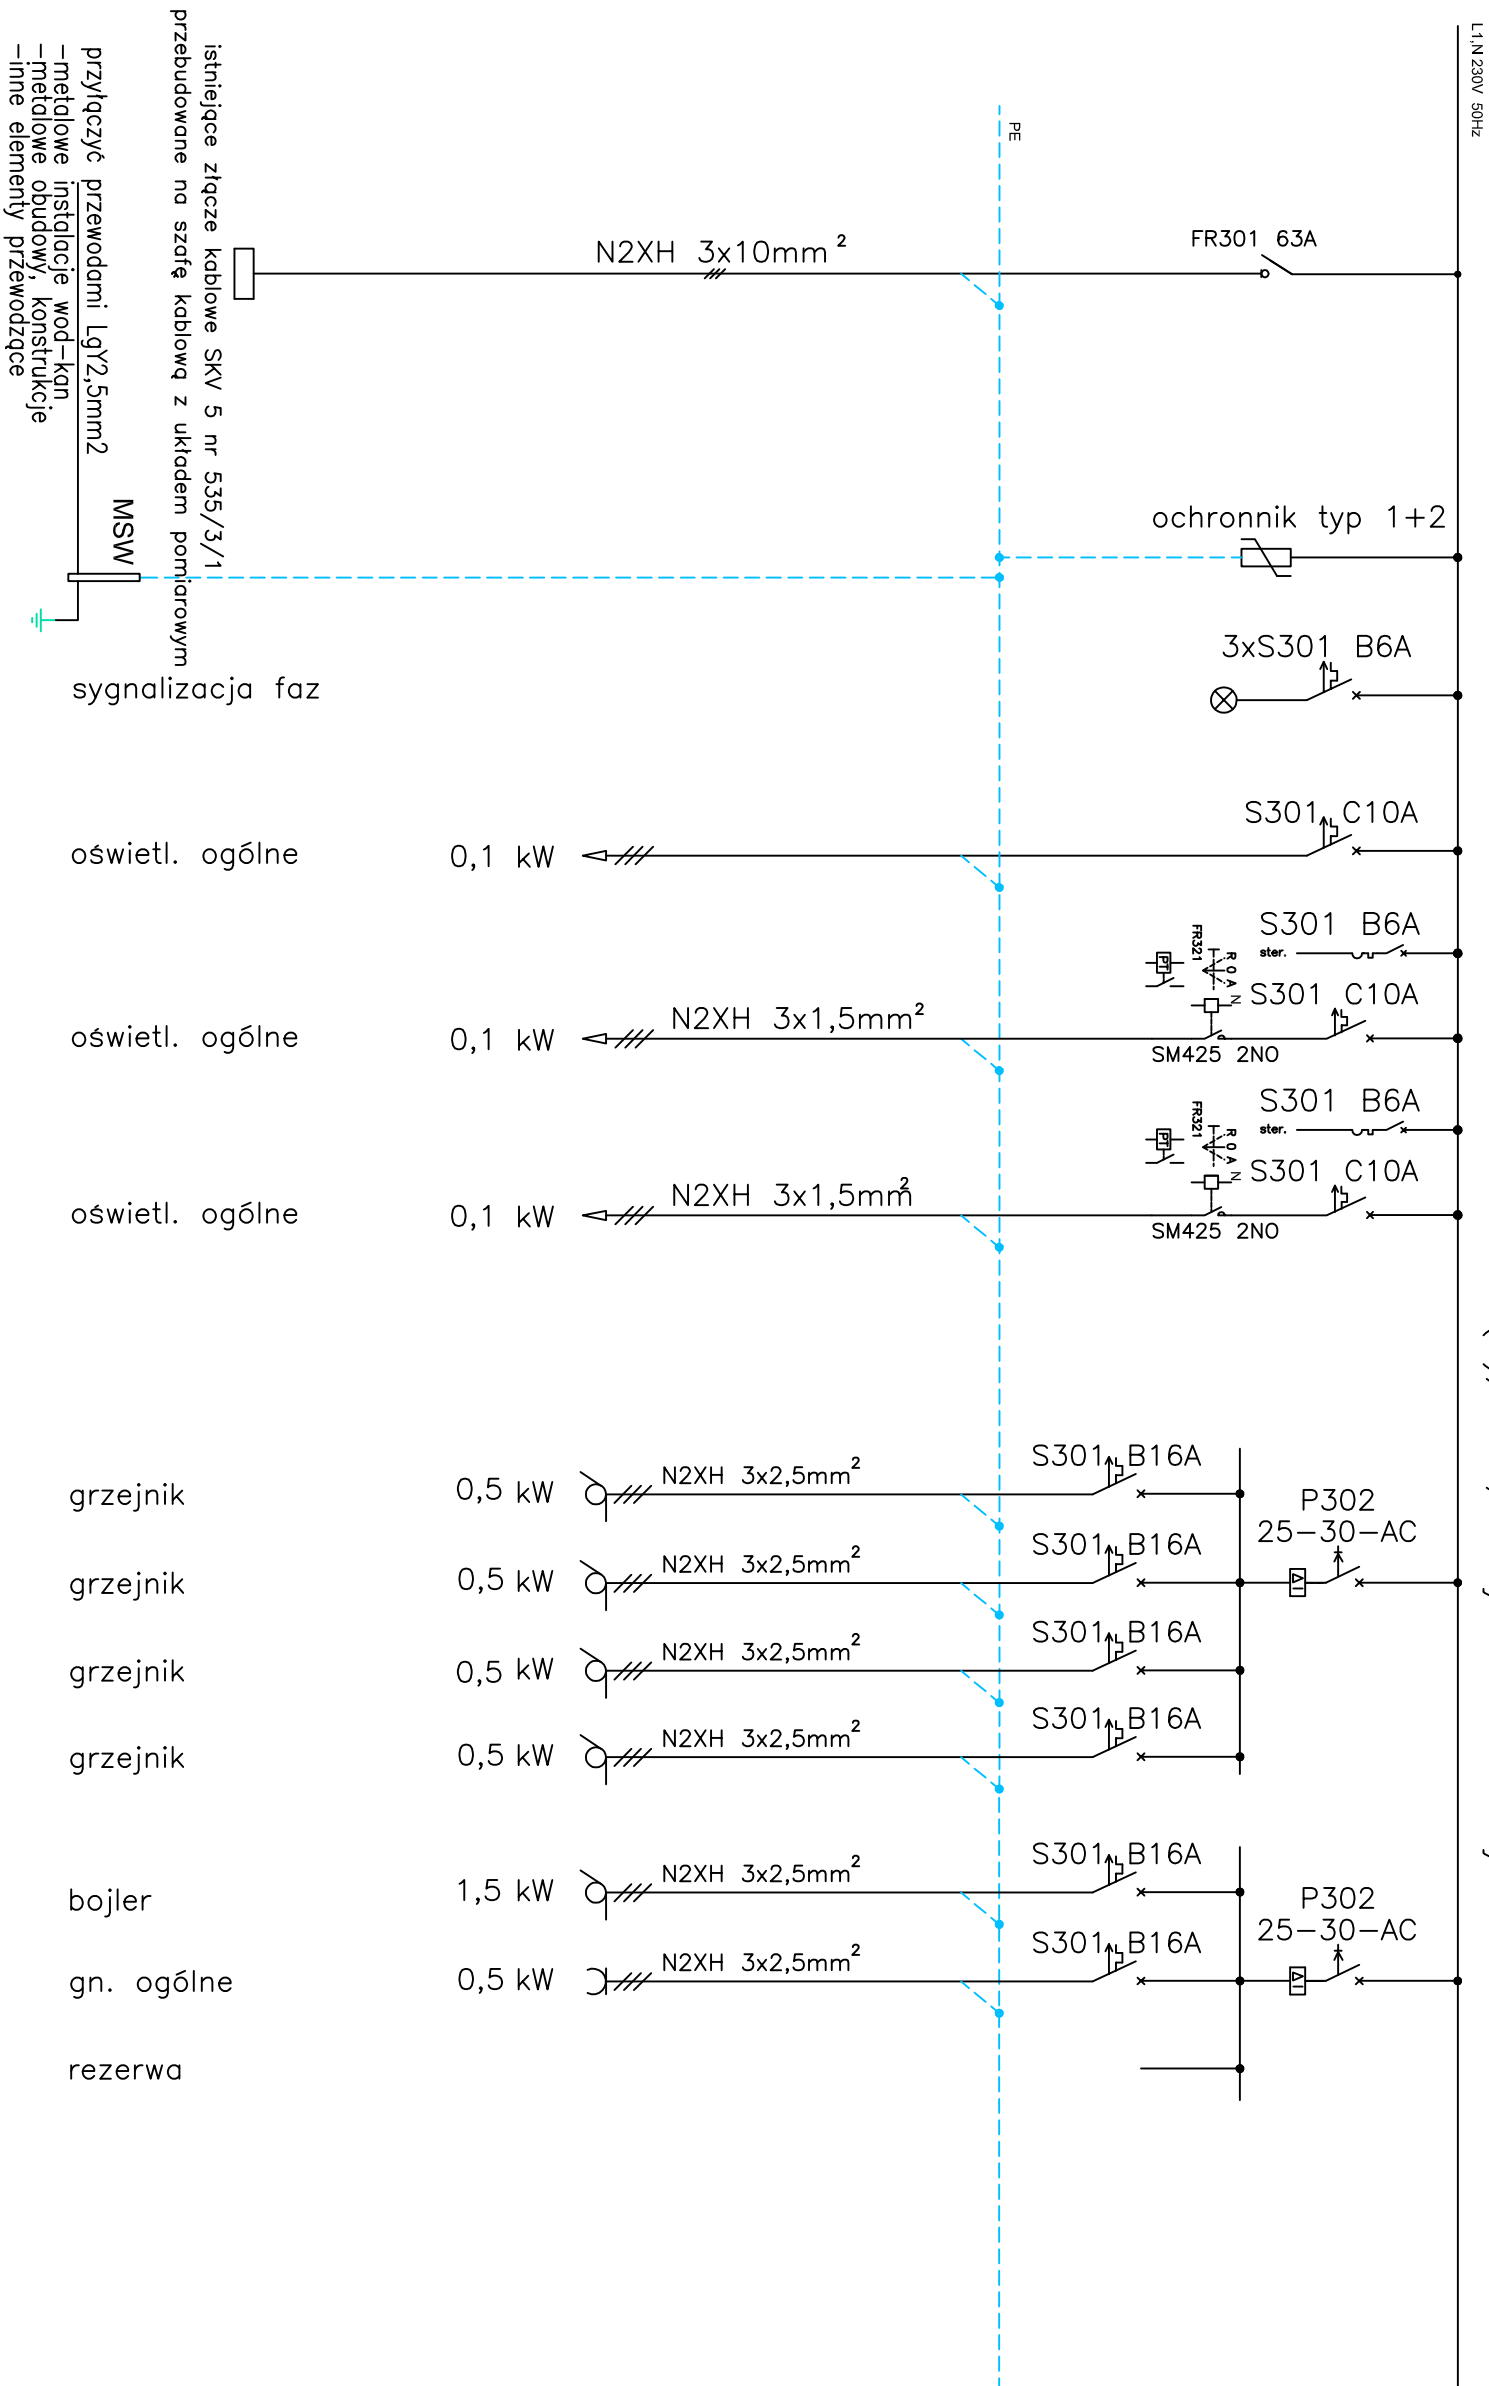 L1,N 230V 50Hz
PE
FR301 63A
N2XH 3x10mm²
istniejące złącze kablowe SKV 5 nr 535/3/1
przebudowane na szafę kablową z układem pomiarowym
przyłączyć przewodami LgY2,5mm2
-metalowe instalacje wod-kan
-metalowe obudowy, konstrukcje
-inne elementy przewodzące
MSW
ochronnik typ 1+2
3xS301 B6A
sygnalizacja faz
S301 C10A
oświetl. ogólne 0,1 kW
S301 B6A
ster.
FR321
R O A
PT
N
S301 C10A
N2XH 3x1,5mm²
oświetl. ogólne 0,1 kW
SM425 2NO
S301 B6A
ster.
FR321
R O A
PT
N
S301 C10A
N2XH 3x1,5mm²
oświetl. ogólne 0,1 kW
SM425 2NO
grzejnik 0,5 kW N2XH 3x2,5mm² S301 B16A
P302
25-30-AC
grzejnik 0,5 kW N2XH 3x2,5mm² S301 B16A
grzejnik 0,5 kW N2XH 3x2,5mm² S301 B16A
grzejnik 0,5 kW N2XH 3x2,5mm² S301 B16A
bojler 1,5 kW N2XH 3x2,5mm² S301 B16A
P302
25-30-AC
gn. ogólne 0,5 kW N2XH 3x2,5mm² S301 B16A
rezerwa